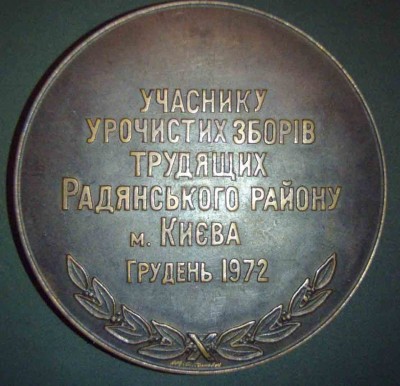 УЧАСНИКУ
УРОЧИСТИХ ЗБОРІВ
ТРУДЯЩИХ
РАДЯНСЬКОГО РАЙОНУ
м. КИЄВА
ГРУДЕНЬ 1972